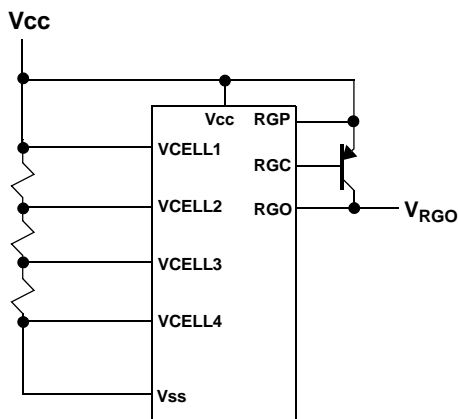 Vcc
Vcc RGP
VCELL1
RGC
VCELL2 RGO VRGO
VCELL3
VCELL4
Vss